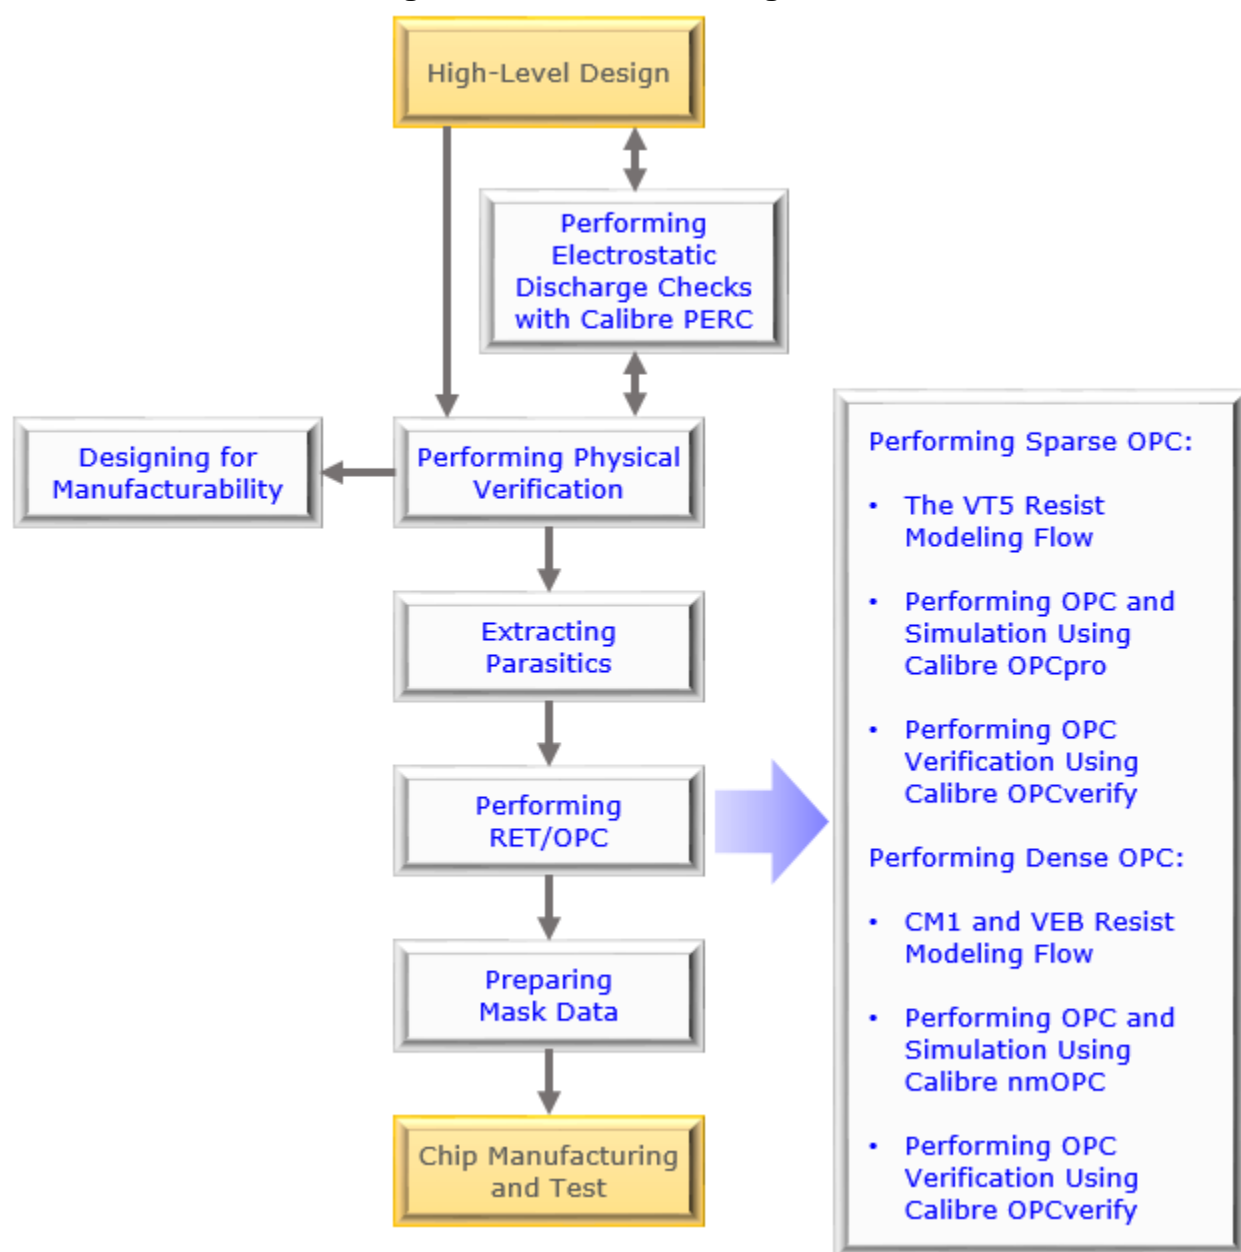 High-Level Design
Performing
Electrostatic
Discharge Checks
with Calibre PERC
Designing for
Manufacturability
Performing Physical
Verification
Extracting
Parasitics
Performing
RET/OPC
Preparing
Mask Data
Chip Manufacturing
and Test
Performing Sparse OPC:
• The VT5 Resist
Modeling Flow
• Performing OPC and
Simulation Using
Calibre OPCpro
• Performing OPC
Verification Using
Calibre OPCverify
Performing Dense OPC:
• CM1 and VEB Resist
Modeling Flow
• Performing OPC and
Simulation Using
Calibre nmOPC
• Performing OPC
Verification Using
Calibre OPCverify